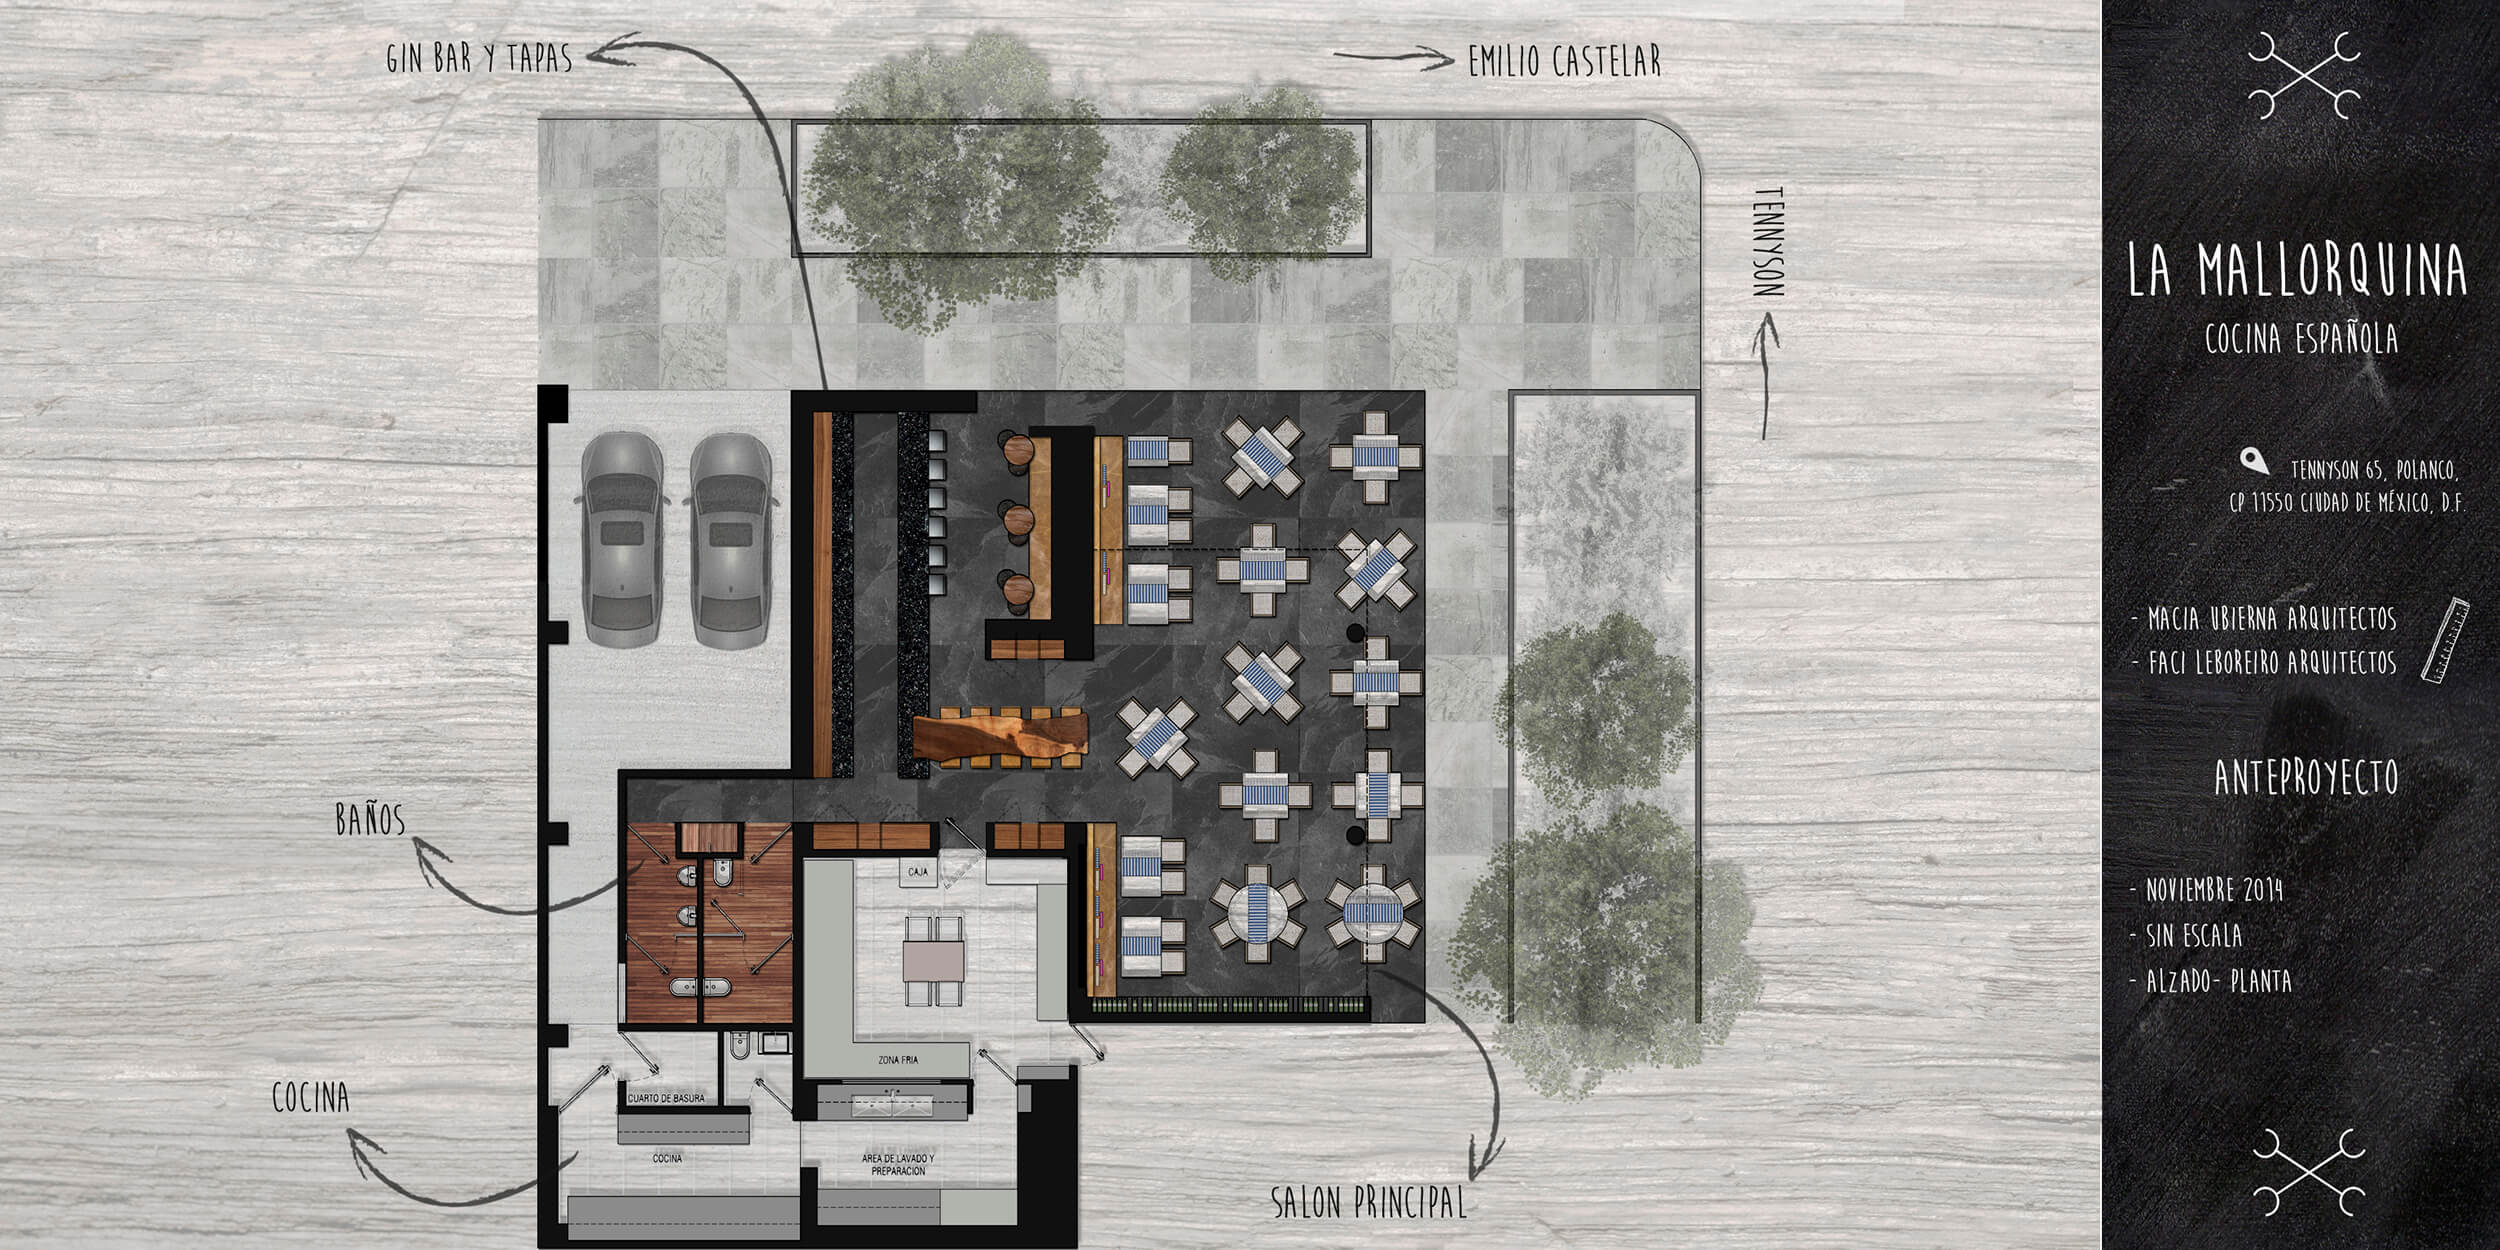 GIN BAR Y TAPAS
EMILIO CASTELAR
TENNYSON
BAÑOS
COCINA
SALON PRINCIPAL
CAJA
ZONA FRIA
CUARTO DE BASURA
COCINA
AREA DE LAVADO Y
PREPARACION
LA MALLORQUINA
COCINA ESPAÑOLA
TENNYSON 65, POLANCO,
CP 11550 CIUDAD DE MÉXICO, D.F.
- MACIA UBIERNA ARQUITECTOS
- FACI LEBOREIRO ARQUITECTOS
ANTEPROYECTO
- NOVIEMBRE 2014
- SIN ESCALA
- ALZADO- PLANTA